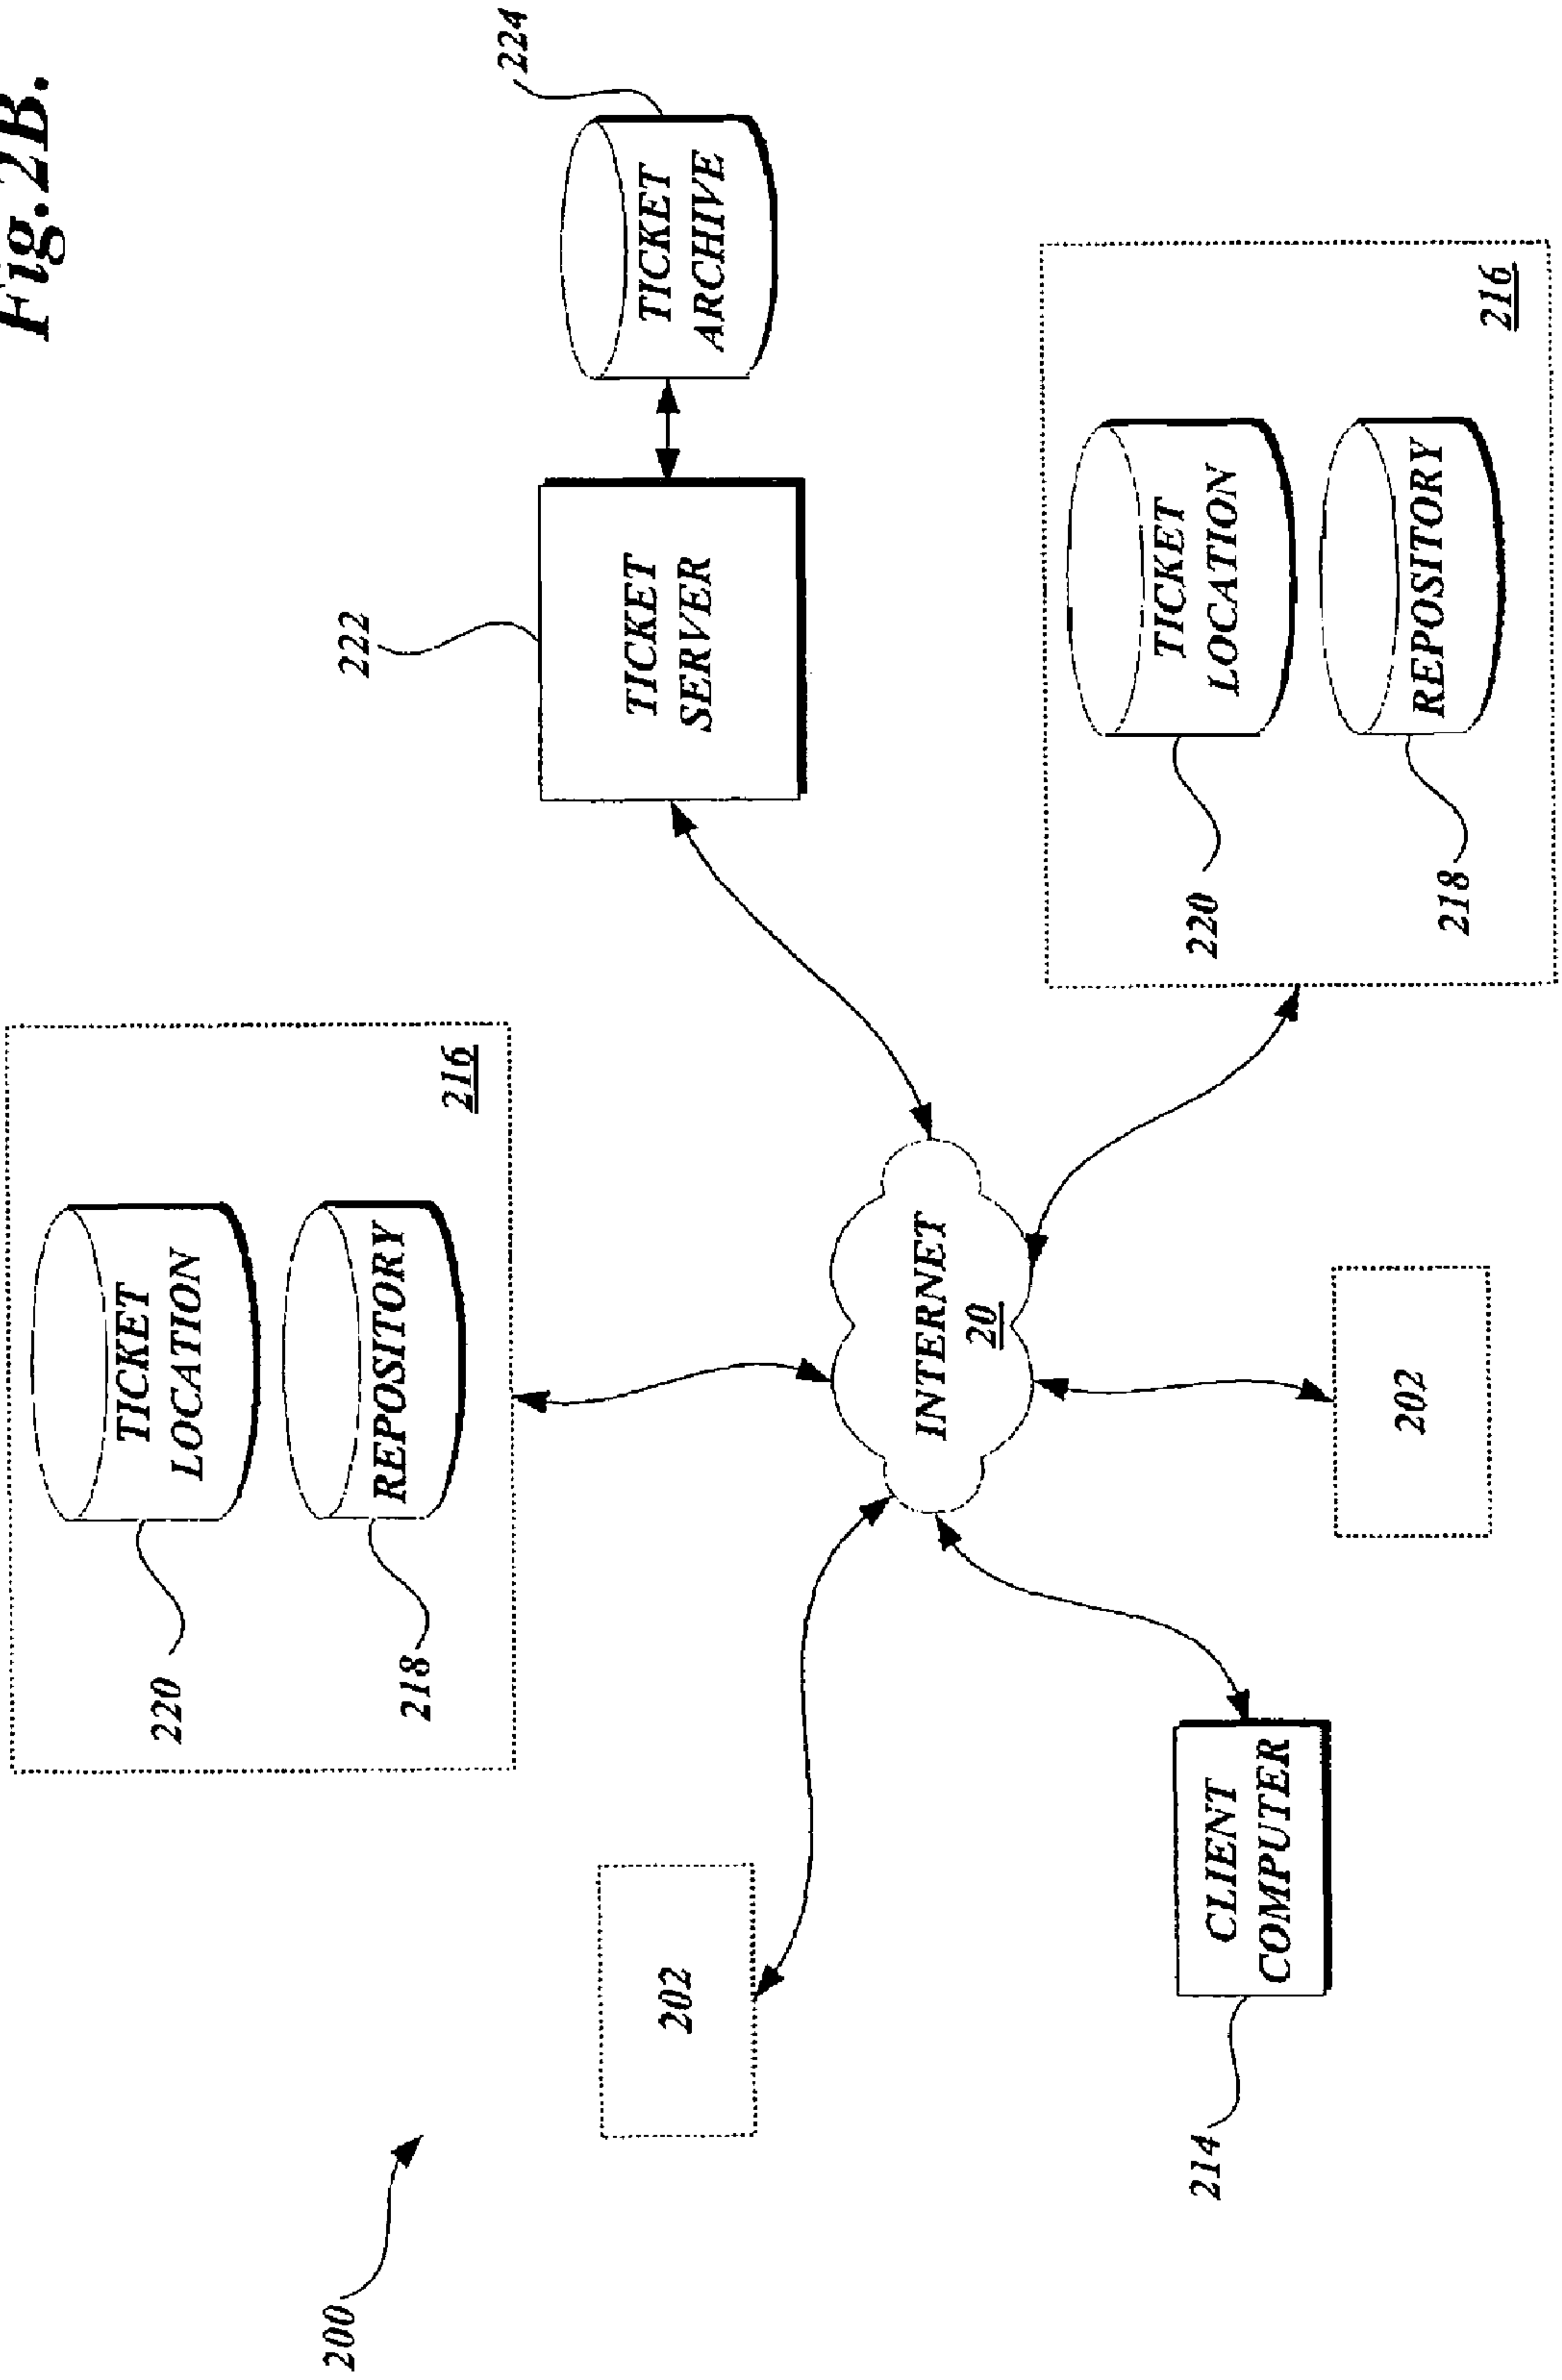 Fig.2B.
200
220
TICKET
LOCATION
218
REPOSITORY
216
222
TICKET
SERVER
224
TICKET
ARCHIVE
202
INTERNET
20
214
CLIENT
COMPUTER
202
220
TICKET
LOCATION
218
REPOSITORY
216